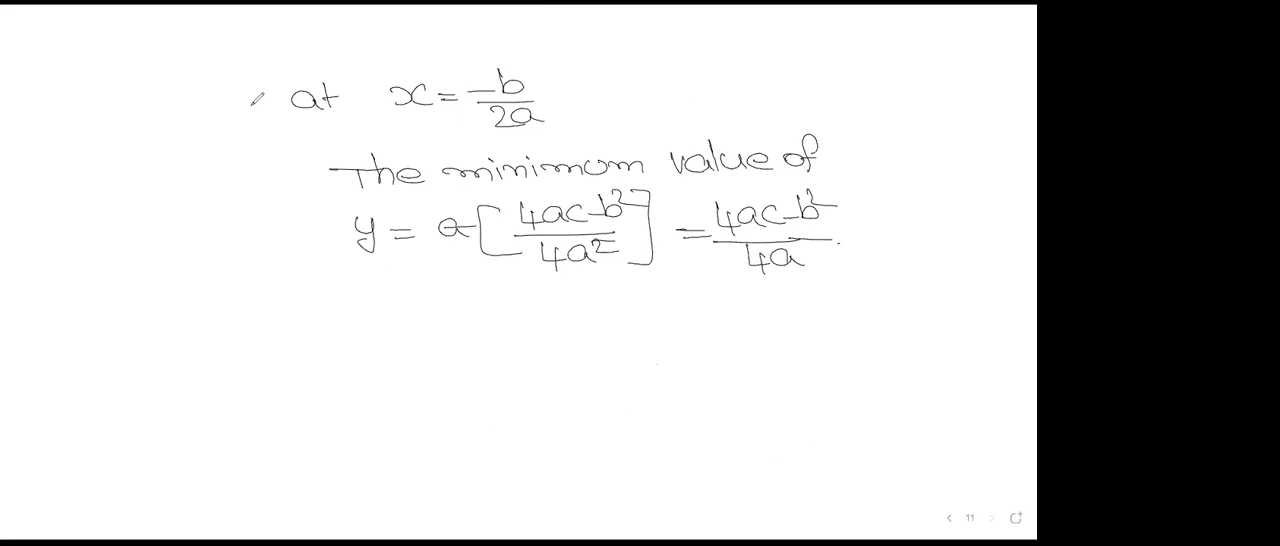 at x = -b/2a
The minimum value of
y = a[4ac-b²/4a²] = 4ac-b²/4a.
< 11 >